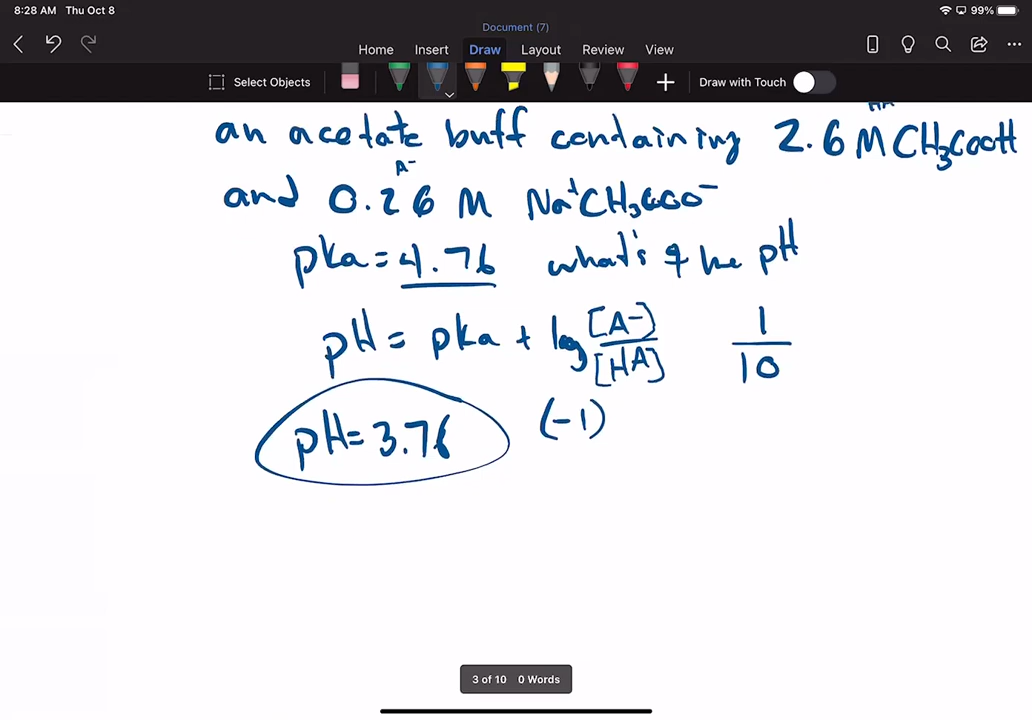 8:28 AM Thu Oct 8
99%
Document (7)
Home Insert Draw Layout Review View
Select Objects
Draw with Touch
HA
an acetate buff containing 2.6 M CH3COOH
A-
and 0.26 M Na+CH3COO-
pka = 4.76 what's the pH
pH = pka + log [A-]/[HA] 1/10
pH = 3.76 (-1)
3 of 10 0 Words